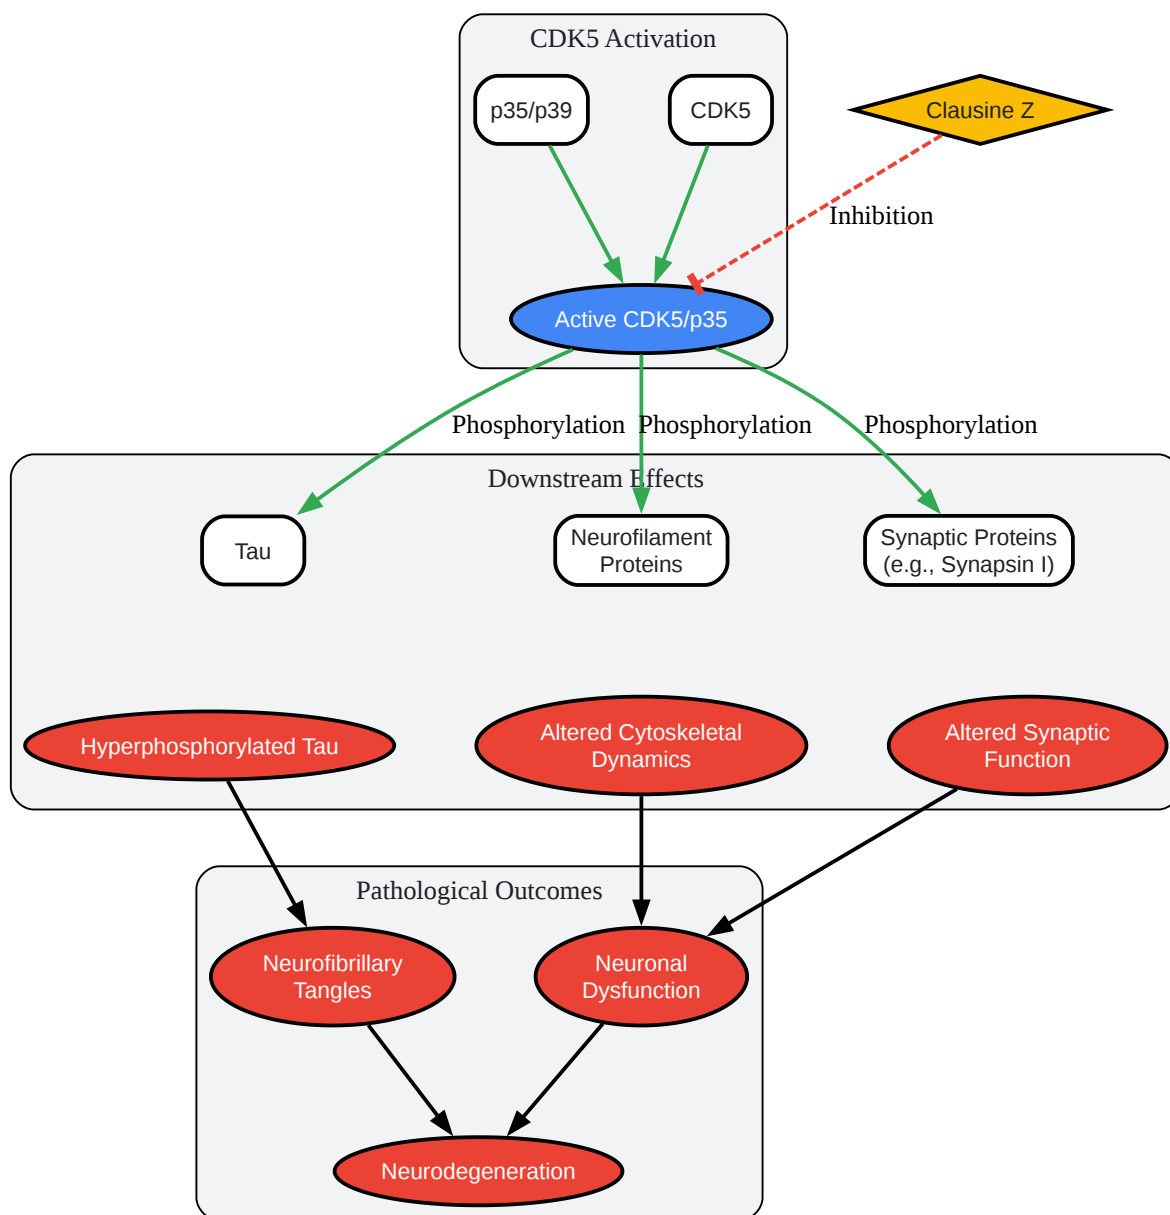 CDK5 Activation
p35/p39
CDK5
Clausine Z
Inhibition
Active CDK5/p35
Phosphorylation
Phosphorylation
Phosphorylation
Downstream Effects
Tau
Neurofilament
Proteins
Synaptic Proteins
(e.g., Synapsin I)
Hyperphosphorylated Tau
Altered Cytoskeletal
Dynamics
Altered Synaptic
Function
Pathological Outcomes
Neurofibrillary
Tangles
Neuronal
Dysfunction
Neurodegeneration